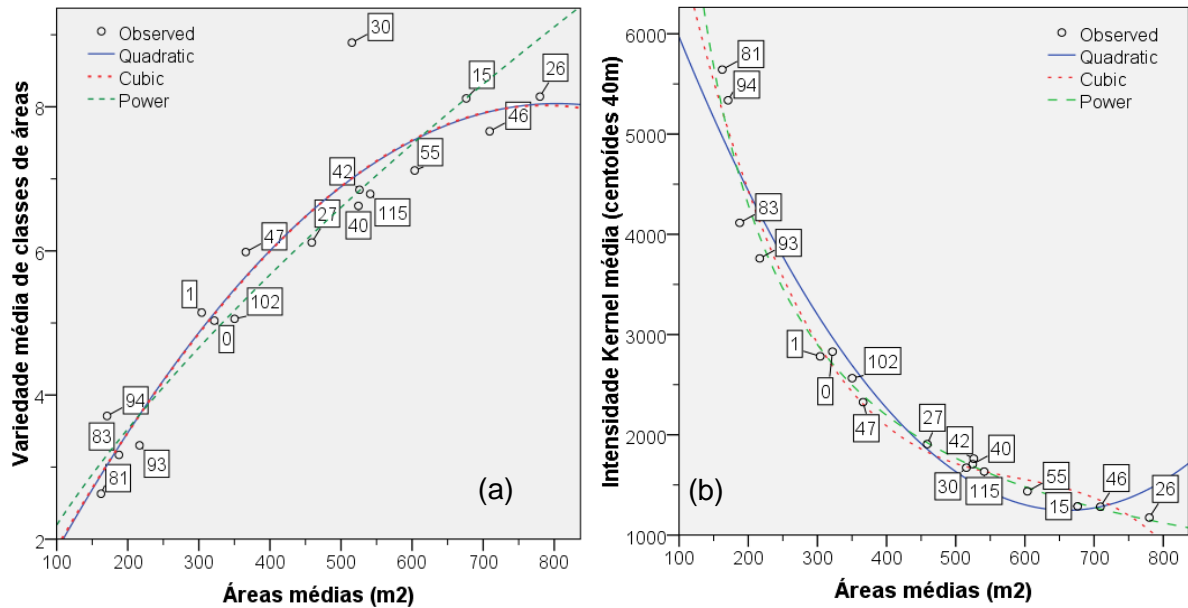 Observed
Quadratic
Cubic
Power
30
15
26
46
55
42
40
115
27
47
1
0
102
94
83
93
81
(a)
8
6
4
2
100 200 300 400 500 600 700 800
Áreas médias (m2)
Variedade média de classes de áreas
Observed
Quadratic
Cubic
Power
81
94
83
93
1
0
102
47
27
42
40
30
115
55
15
46
26
(b)
6000
5000
4000
3000
2000
1000
100 200 300 400 500 600 700 800
Áreas médias (m2)
Intensidade Kernel média (centoídes 40m)